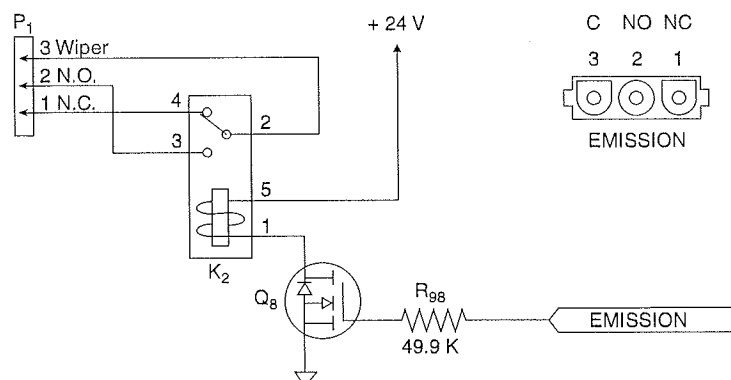 P1
+ 24 V
C NO NC
3 2 1
EMISSION
3 Wiper
2 N.O.
1 N.C.
4
2
3
5
1
K2
Q8
R98
49.9 K
EMISSION